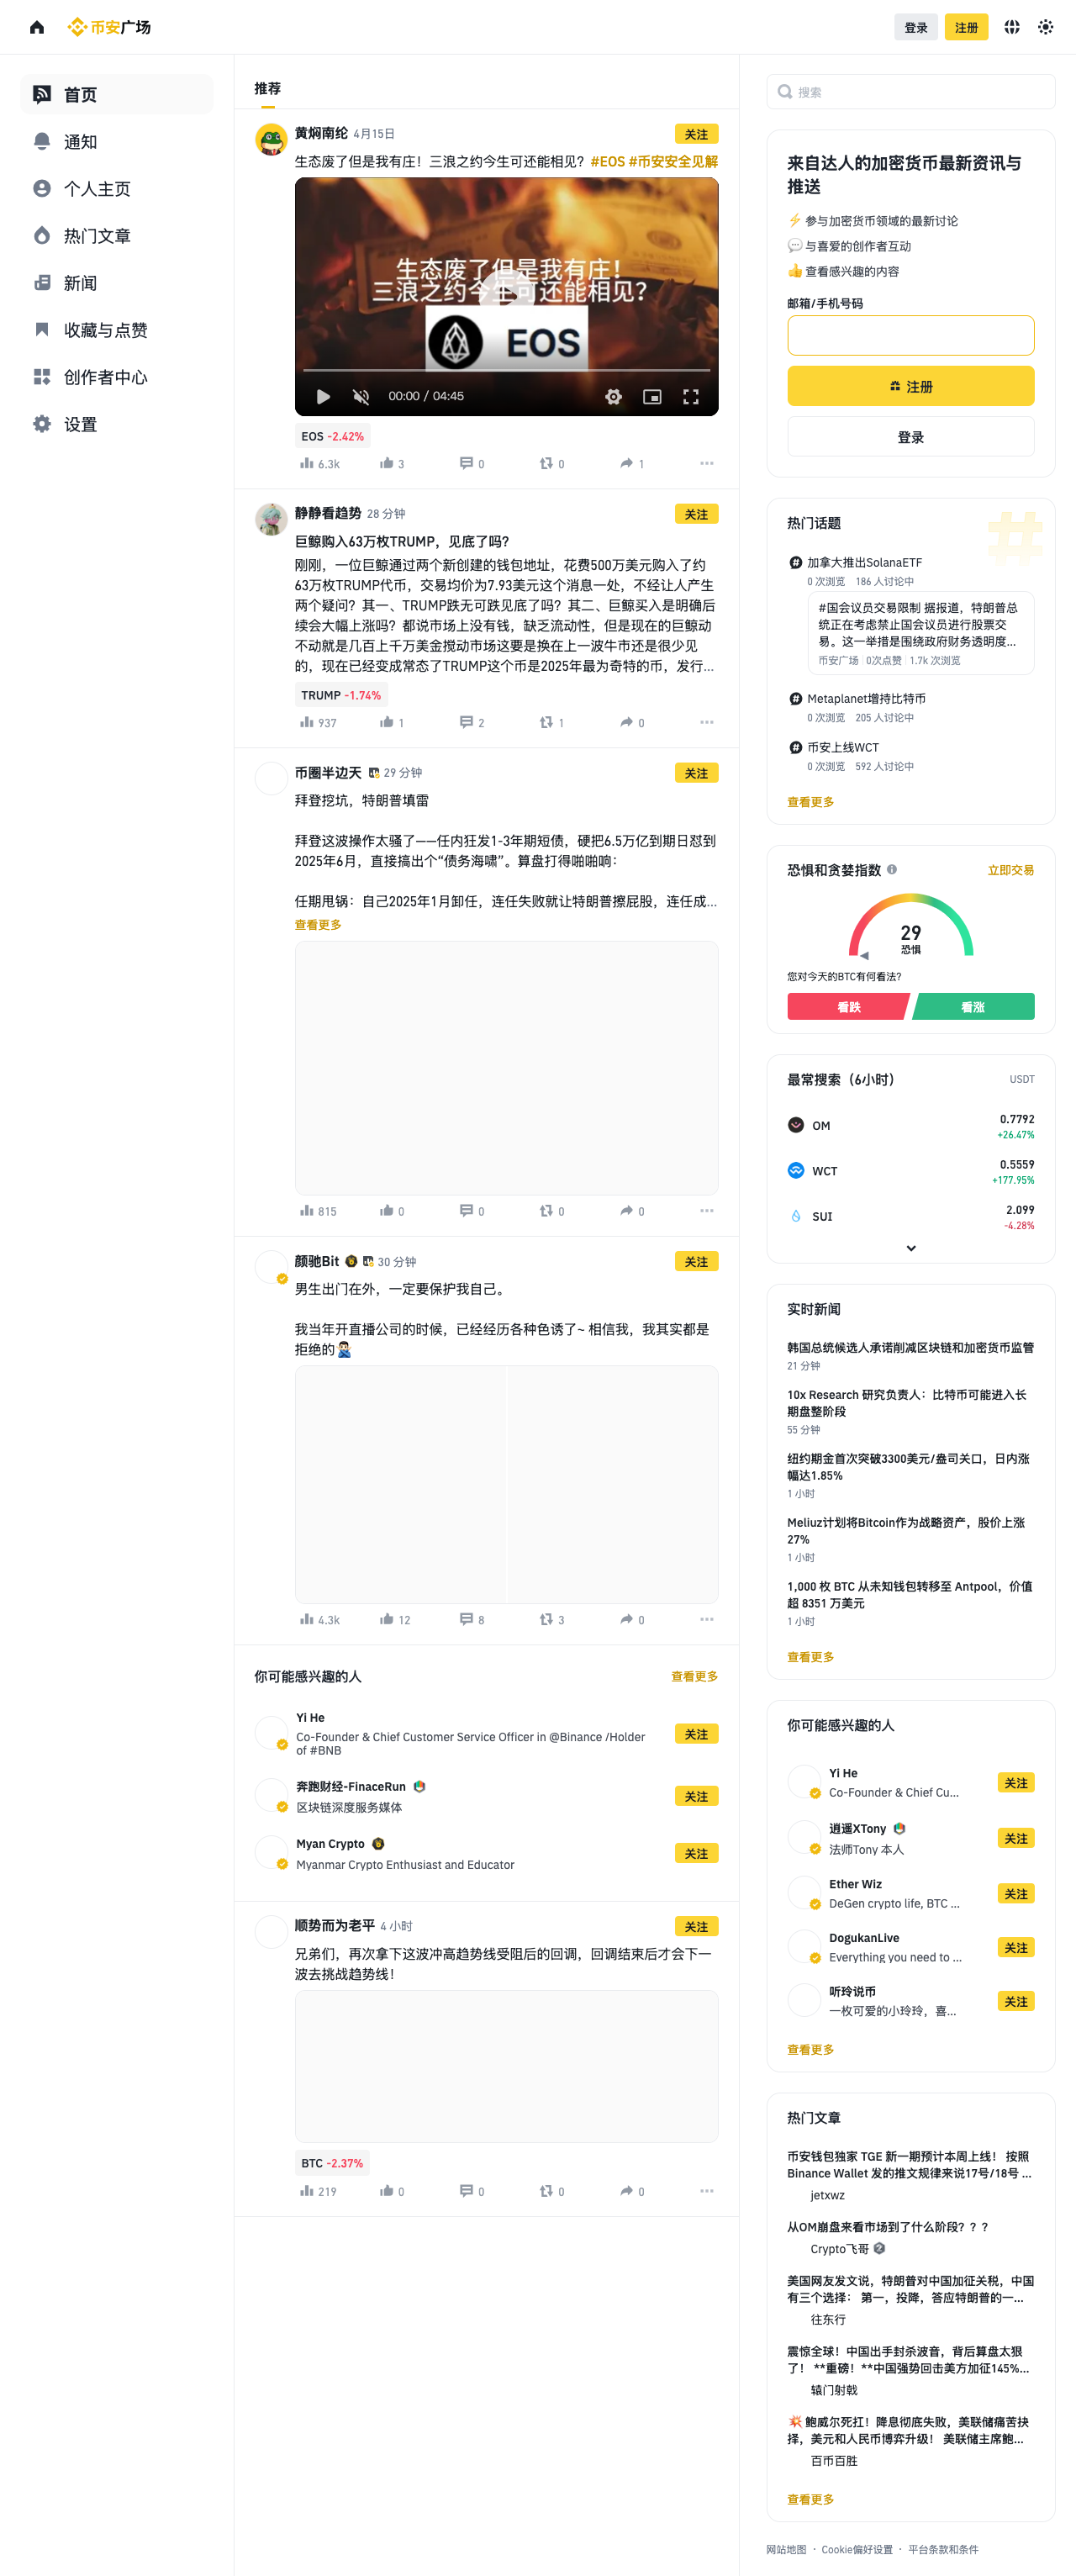 币安广场
登录
注册
首页
通知
个人主页
热门文章
新闻
收藏与点赞
创作者中心
设置
推荐
黄焖南纶 4月15日
关注
生态废了但是我有庄！三浪之约今生可还能相见？#EOS #币安安全见解
生态废了但是我有庄！
三浪之约今生可还能相见？
EOS
00:00 / 04:45
EOS -2.42%
6.3k 3 0 0 1
静静看趋势 28 分钟
关注
巨鲸购入63万枚TRUMP，见底了吗？
刚刚，一位巨鲸通过两个新创建的钱包地址，花费500万美元购入了约
63万枚TRUMP代币，交易均价为7.93美元这个消息一处，不经让人产生
两个疑问？其一、TRUMP跌无可跌见底了吗？其二、巨鲸买入是明确后
续会大幅上涨吗？都说市场上没有钱，缺乏流动性，但是现在的巨鲸动
不动就是几百上千万美金搅动市场这要是换在上一波牛市还是很少见
的，现在已经变成常态了TRUMP这个币是2025年最为奇特的币，发行...
TRUMP -1.74%
937 1 2 1 0
币圈半边天 29 分钟
关注
拜登挖坑，特朗普填雷
拜登这波操作太骚了——任内狂发1-3年期短债，硬把6.5万亿到期日怼到
2025年6月，直接搞出个“债务海啸”。算盘打得啪啪响：
任期甩锅：自己2025年1月卸任，连任失败就让特朗普擦屁股，连任成...
查看更多
815 0 0 0 0
颜驰Bit 30 分钟
关注
男生出门在外，一定要保护我自己。
我当年开直播公司的时候，已经经历各种色诱了~ 相信我，我其实都是
拒绝的🙅🏻‍♂️
4.3k 12 8 3 0
你可能感兴趣的人
查看更多
Yi He
Co-Founder & Chief Customer Service Officer in @Binance /Holder
of #BNB
关注
奔跑财经-FinaceRun
区块链深度服务媒体
关注
Myan Crypto
Myanmar Crypto Enthusiast and Educator
关注
顺势而为老平 4 小时
关注
兄弟们，再次拿下这波冲高趋势线受阻后的回调，回调结束后才会下一
波去挑战趋势线！
BTC -2.37%
219 0 0 0 0
搜索
来自达人的加密货币最新资讯与
推送
⚡ 参与加密货币领域的最新讨论
💬 与喜爱的创作者互动
👍 查看感兴趣的内容
邮箱/手机号码
注册
登录
热门话题
加拿大推出SolanaETF
0 次浏览 186 人讨论中
#国会议员交易限制 据报道，特朗普总
统正在考虑禁止国会议员进行股票交
易。这一举措是围绕政府财务透明度...
币安广场 0次点赞 1.7k 次浏览
Metaplanet增持比特币
0 次浏览 205 人讨论中
币安上线WCT
0 次浏览 592 人讨论中
查看更多
恐惧和贪婪指数
立即交易
29
恐惧
您对今天的BTC有何看法？
看跌
看涨
最常搜索（6小时）
USDT
OM 0.7792
+26.47%
WCT 0.5559
+177.95%
SUI 2.099
-4.28%
实时新闻
韩国总统候选人承诺削减区块链和加密货币监管
21 分钟
10x Research 研究负责人：比特币可能进入长
期盘整阶段
55 分钟
纽约期金首次突破3300美元/盎司关口，日内涨
幅达1.85%
1 小时
Meliuz计划将Bitcoin作为战略资产，股价上涨
27%
1 小时
1,000 枚 BTC 从未知钱包转移至 Antpool，价值
超 8351 万美元
1 小时
查看更多
你可能感兴趣的人
Yi He
Co-Founder & Chief Cu...
关注
逍遥XTony
法师Tony 本人
关注
Ether Wiz
DeGen crypto life, BTC ...
关注
DogukanLive
Everything you need to ...
关注
听玲说币
一枚可爱的小玲玲，喜...
关注
查看更多
热门文章
币安钱包独家 TGE 新一期预计本周上线！ 按照
Binance Wallet 发的推文规律来说17号/18号 ...
jetxwz
从OM崩盘来看市场到了什么阶段？？？
Crypto飞哥
美国网友发文说，特朗普对中国加征关税，中国
有三个选择： 第一，投降，答应特朗普的一...
往东行
震惊全球！中国出手封杀波音，背后算盘太狠
了！ **重磅！**中国强势回击美方加征145%...
辕门射戟
💥 鲍威尔死扛！降息彻底失败，美联储痛苦抉
择，美元和人民币博弈升级！ 美联储主席鲍...
百币百胜
查看更多
网站地图 · Cookie偏好设置 · 平台条款和条件